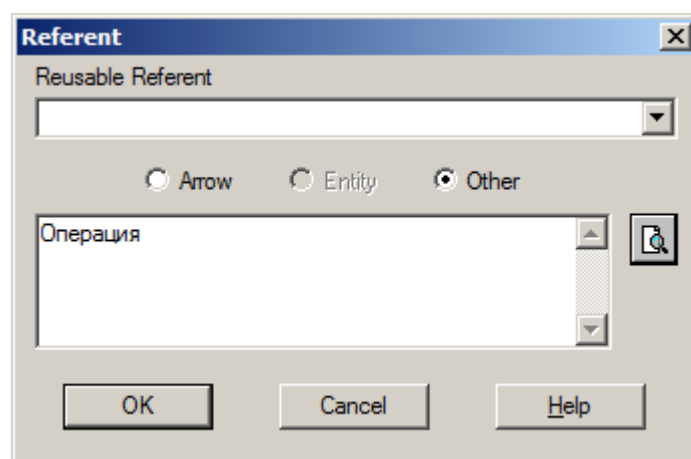 Referent
Reusable Referent
Arrow Entity Other
Операция
OK Cancel Help